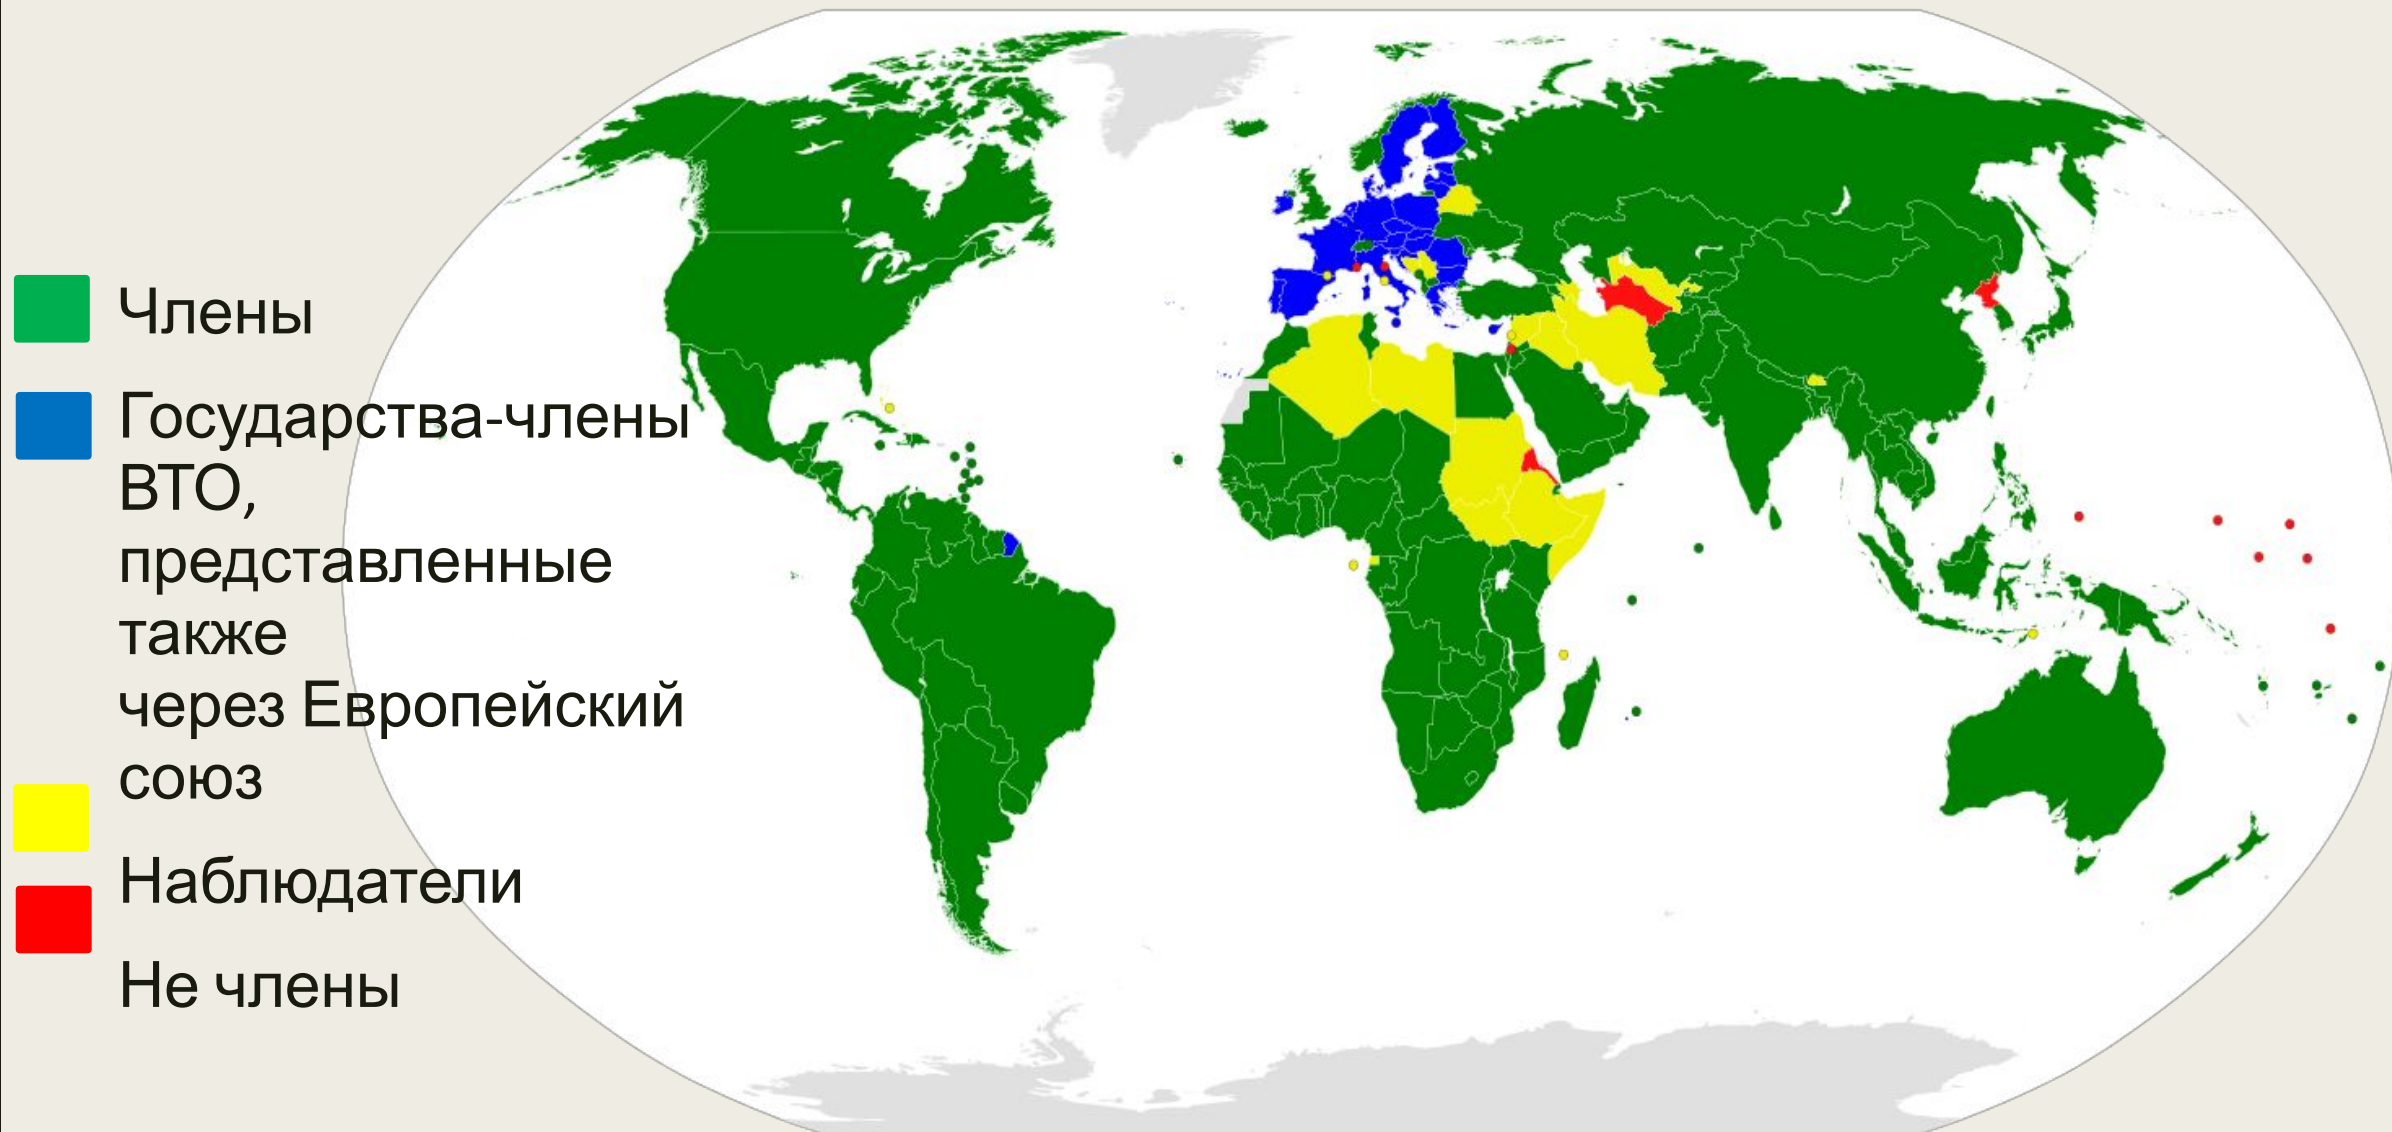 Члены
Государства-члены
ВТО,
представленные
также
через Европейский
союз
Наблюдатели
Не члены